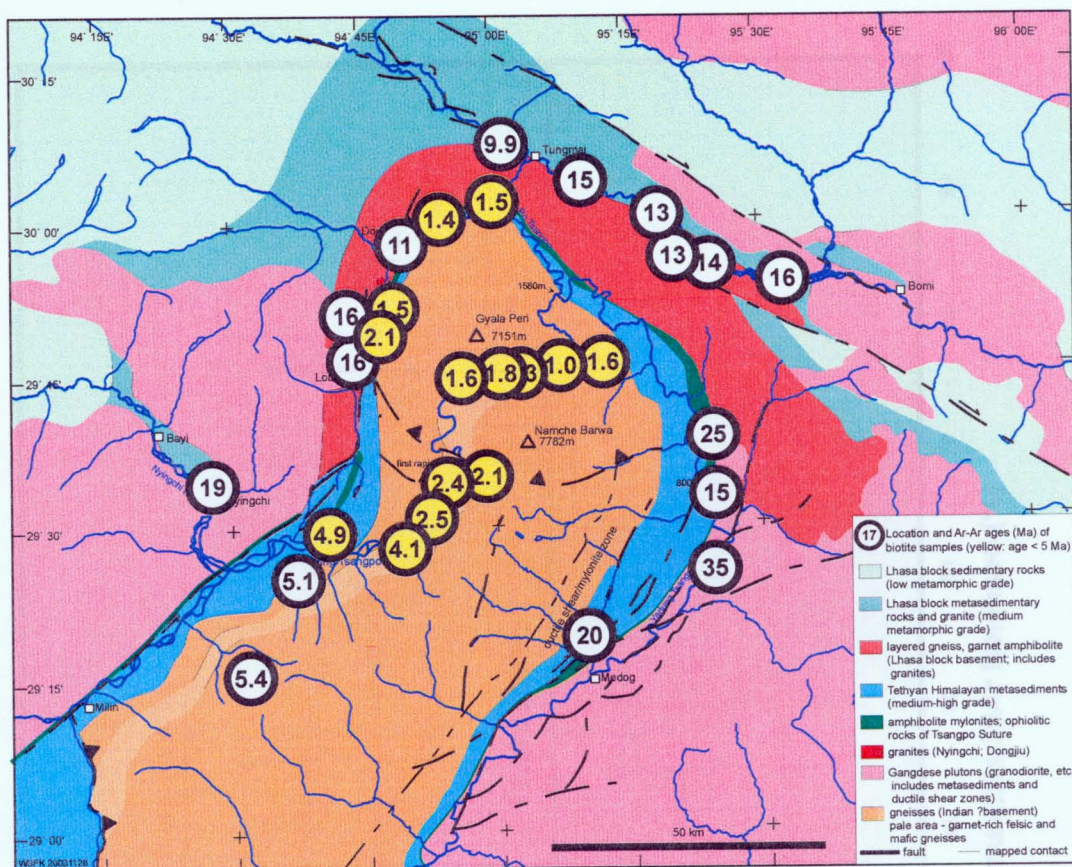 94° 15'E 94° 30'E 94° 45'E 95° 00'E 95° 15'E 95° 30'E 95° 45'E 96° 00'E
30° 15'
9.9
Tungmai
15
1.5
13
1.4
30° 00'
11
13
14
16
Bomi
1580m
1.5
16
Gyala Peri
2.1
7151m
16
1.6
1.8
3
1.0
1.6
29° 45'
Bayi
Namche Barwa
7782m
25
19
first rap
2.4
2.1
15
2.5
29° 30'
4.9
Tsangpo
4.1
5.1
35
ductile shear/mylonite zone
20
29° 15'
5.4
Medog
Milin
29° 00'
50 km
17 Location and Ar-Ar ages (Ma) of
biotite samples (yellow: age < 5 Ma)
Lhasa block sedimentary rocks
(low metamorphic grade)
Lhasa block metasedimentary
rocks and granite (medium
metamorphic grade)
layered gneiss, garnet amphibolite
(Lhasa block basement; includes
granites)
Tethyan Himalayan metasediments
(medium-high grade)
amphibolite mylonites; ophiolitic
rocks of Tsangpo Suture
granites (Nyingchi; Dongjiu)
Gangdese plutons (granodiorite, etc
includes metasediments and
ductile shear zones)
gneisses (Indian ?basement)
pale area - garnet-rich felsic and
mafic gneisses
fault mapped contact